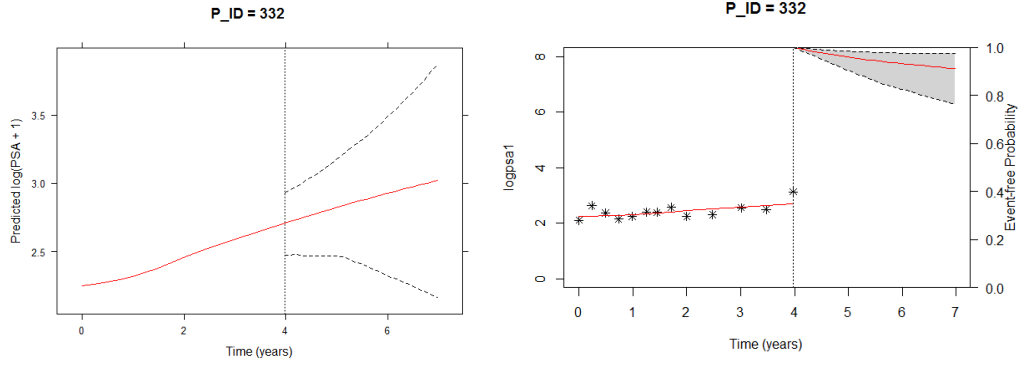 P_ID = 332
Predicted log(PSA + 1)
3.5
3.0
2.5
0 2 4 6
Time (years)
P_ID = 332
logpsa1
8
6
4
2
0
1.0
0.8
0.6
0.4
0.2
0.0
Event-free Probability
0 1 2 3 4 5 6 7
Time (years)